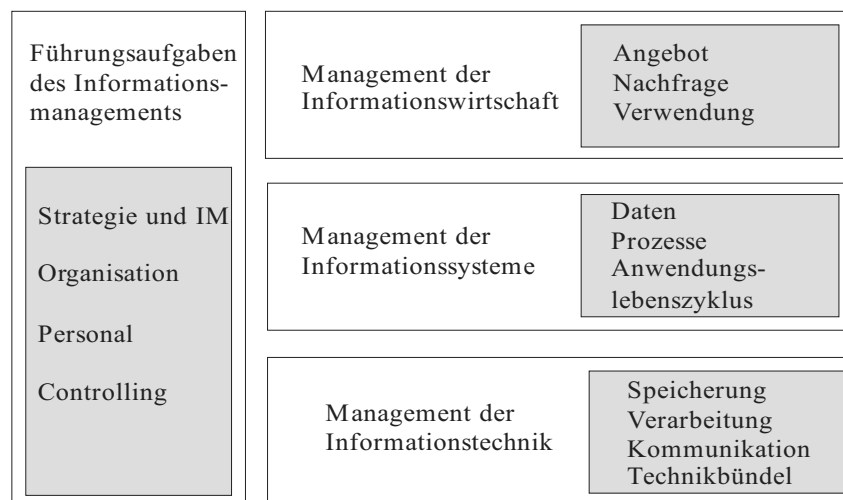 Führungsaufgaben
des Informations-
managements
Strategie und IM
Organisation
Personal
Controlling
Management der
Informationswirtschaft
Angebot
Nachfrage
Verwendung
Management der
Informationssysteme
Daten
Prozesse
Anwendungs-
lebenszyklus
Management der
Informationstechnik
Speicherung
Verarbeitung
Kommunikation
Technikbündel